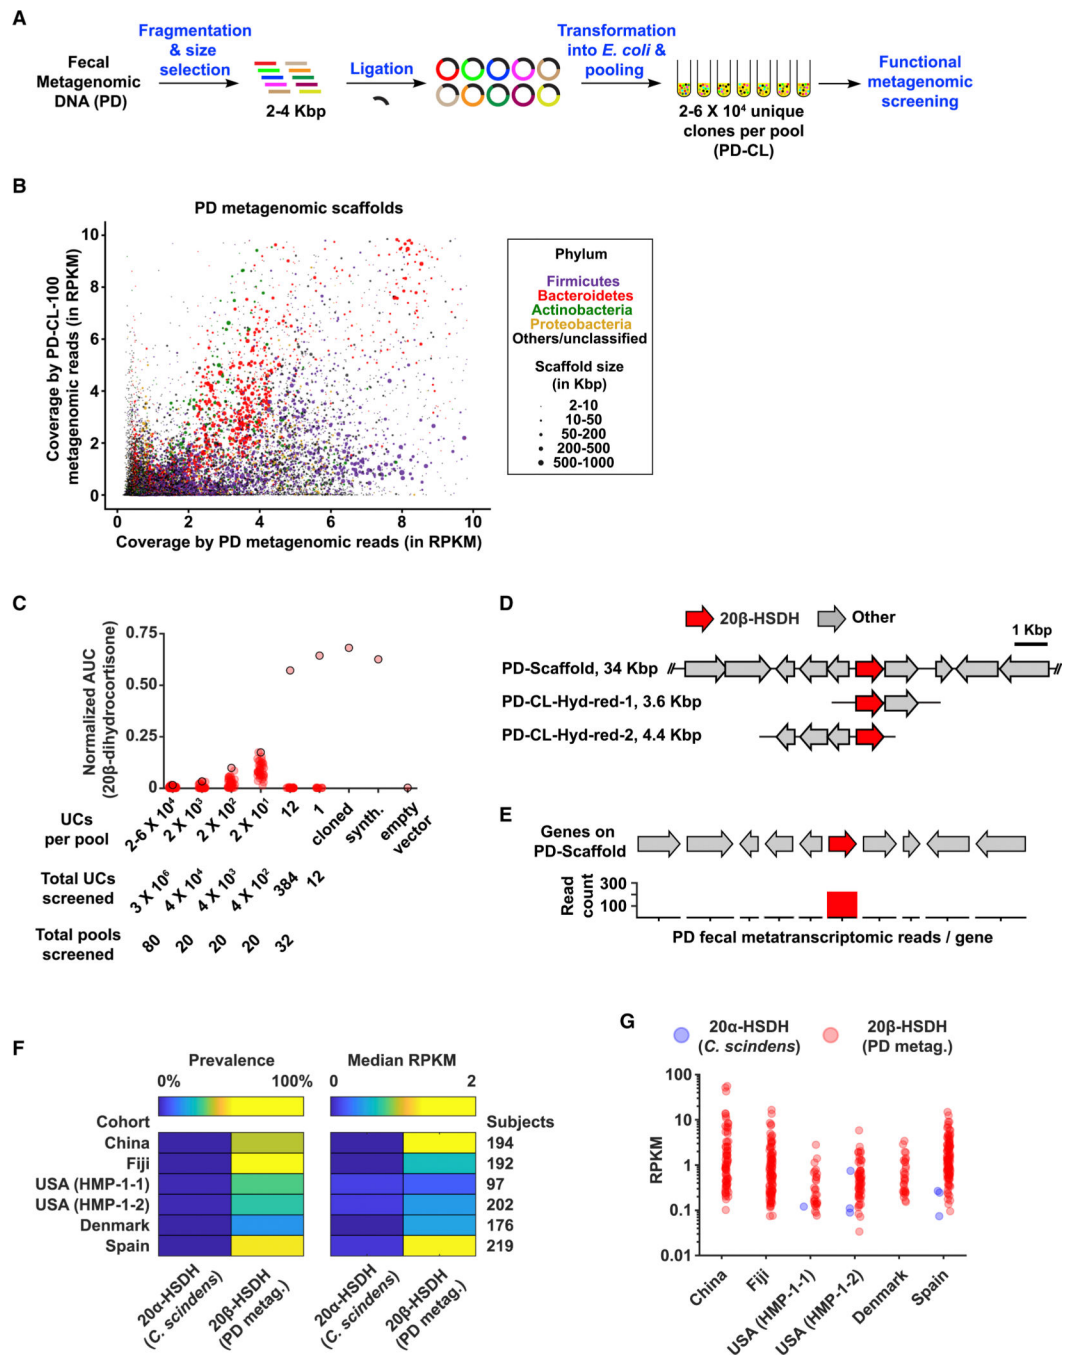 A
Fecal
Metagenomic
DNA (PD)
Fragmentation
& size
selection
2-4 Kbp
Ligation
Transformation
into E. coli &
pooling
2-6 X 10⁴ unique
clones per pool
(PD-CL)
Functional
metagenomic
screening
B
PD metagenomic scaffolds
Coverage by PD-CL-100
metagenomic reads (in RPKM)
10
8
6
4
2
0
0 2 4 6 8 10
Coverage by PD metagenomic reads (in RPKM)
Phylum
Firmicutes
Bacteroidetes
Actinobacteria
Proteobacteria
Others/unclassified
Scaffold size
(in Kbp)
2-10
10-50
50-200
200-500
500-1000
C
Normalized AUC
(20β-dihydrocortisone)
0.75
0.50
0.25
0
UCs
per pool
2-6 X 10⁴
2 X 10³
2 X 10²
2 X 10¹
12
1
cloned
synth.
empty
vector
Total UCs
screened
3 X 10⁶
4 X 10⁴
4 X 10³
4 X 10²
384
12
Total pools
screened
80
20
20
20
32
D
20β-HSDH
Other
1 Kbp
PD-Scaffold, 34 Kbp
PD-CL-Hyd-red-1, 3.6 Kbp
PD-CL-Hyd-red-2, 4.4 Kbp
E
Genes on
PD-Scaffold
Read
count
300
100
PD fecal metatranscriptomic reads / gene
F
Prevalence
0% 100%
Median RPKM
0 2
Cohort
Subjects
China 194
Fiji 192
USA (HMP-1-1) 97
USA (HMP-1-2) 202
Denmark 176
Spain 219
20α-HSDH
(C. scindens)
20β-HSDH
(PD metag.)
20α-HSDH
(C. scindens)
20β-HSDH
(PD metag.)
G
20α-HSDH
(C. scindens)
20β-HSDH
(PD metag.)
RPKM
100
10
1
0.1
0.01
China
Fiji
USA (HMP-1-1)
USA (HMP-1-2)
Denmark
Spain